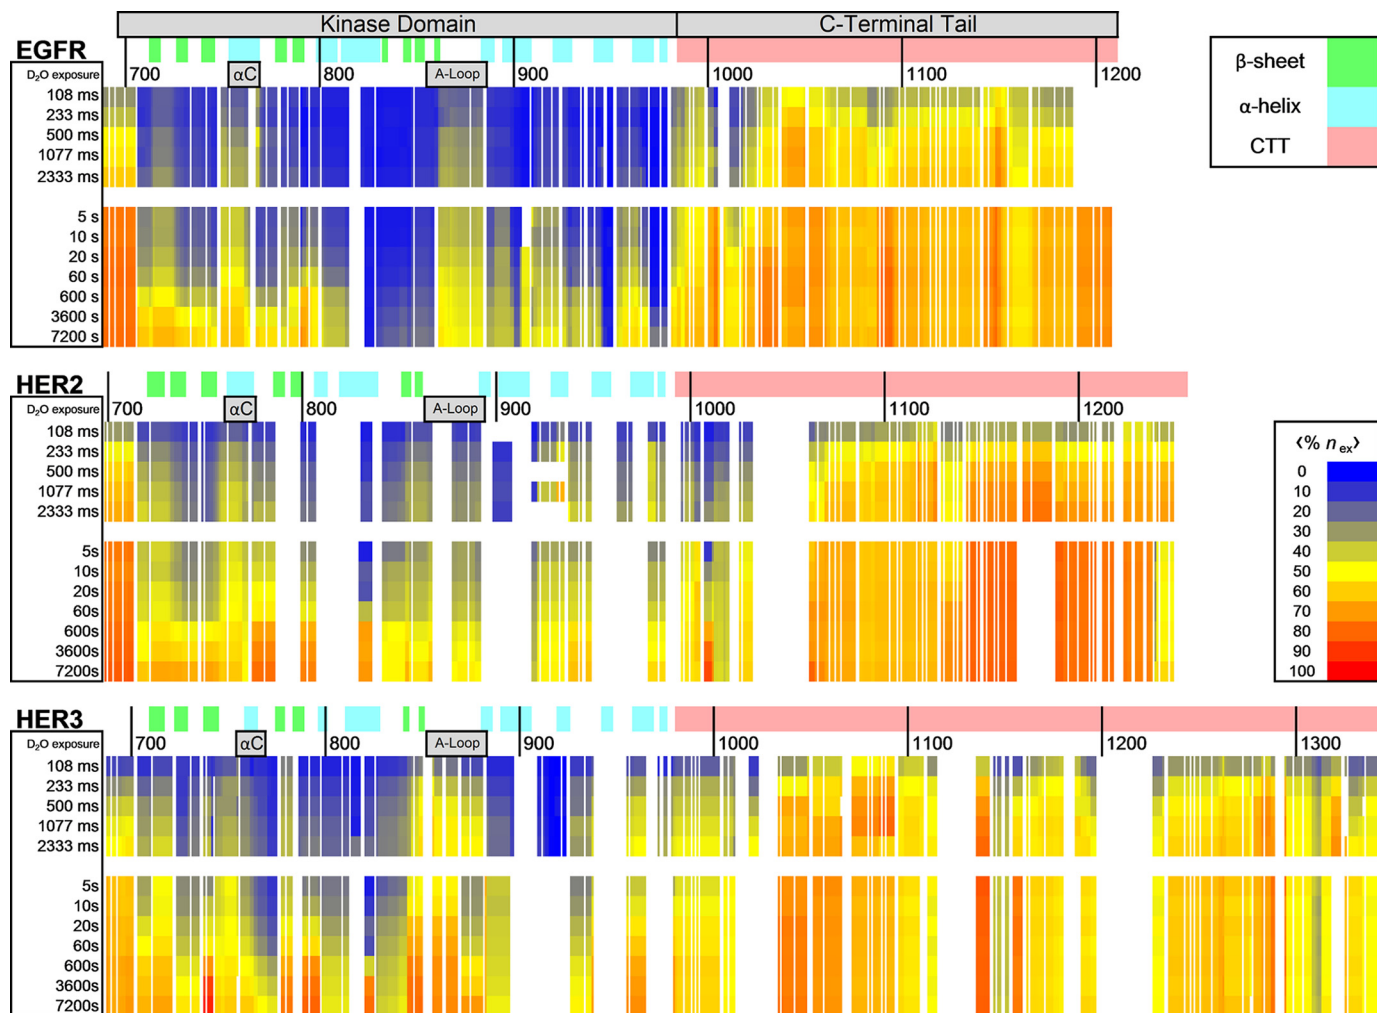 Kinase Domain C-Terminal Tail
EGFR
β-sheet
α-helix
CTT
D2O exposure 700 αC 800 A-Loop 900 1000 1100 1200
108 ms
233 ms
500 ms
1077 ms
2333 ms
5 s
10 s
20 s
60 s
600 s
3600 s
7200 s
HER2
D2O exposure 700 αC 800 A-Loop 900 1000 1100 1200
108 ms
233 ms
500 ms
1077 ms
2333 ms
5s
10s
20s
60s
600s
3600s
7200s
⟨% nex⟩
0
10
20
30
40
50
60
70
80
90
100
HER3
D2O exposure 700 αC 800 A-Loop 900 1000 1100 1200 1300
108 ms
233 ms
500 ms
1077 ms
2333 ms
5s
10s
20s
60s
600s
3600s
7200s